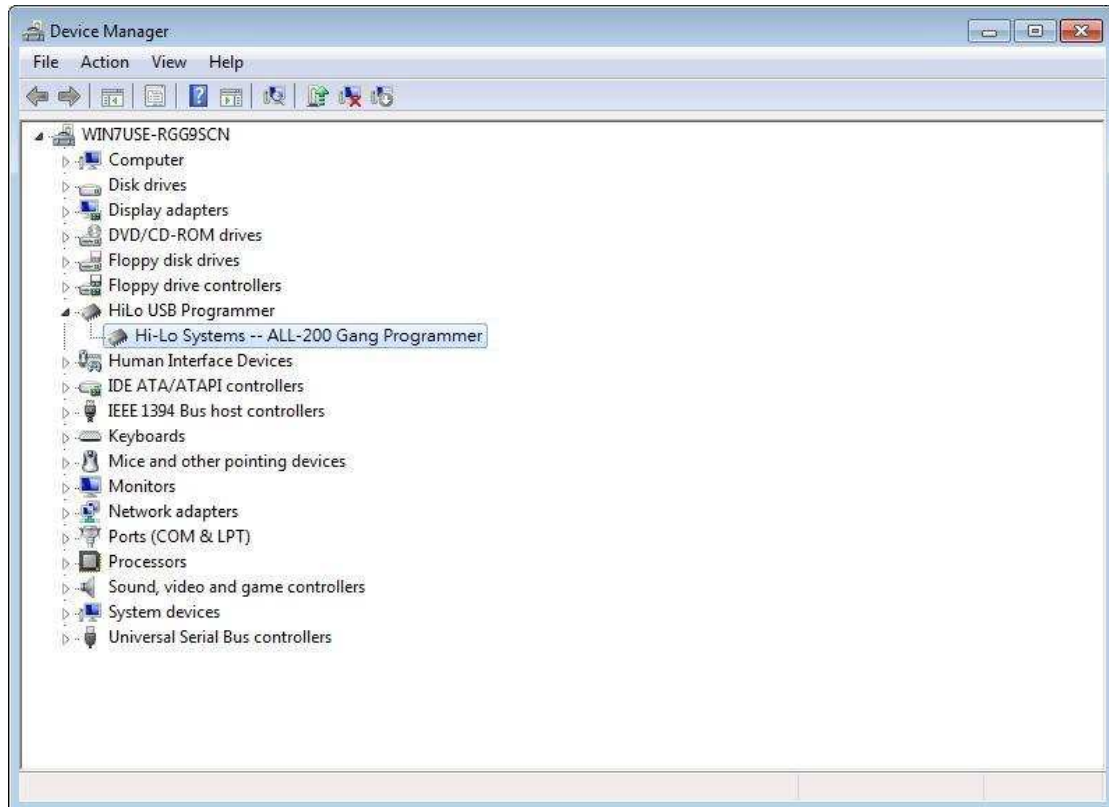 Device Manager
File Action View Help
WIN7USE-RGG9SCN
Computer
Disk drives
Display adapters
DVD/CD-ROM drives
Floppy disk drives
Floppy drive controllers
HiLo USB Programmer
Hi-Lo Systems -- ALL-200 Gang Programmer
Human Interface Devices
IDE ATA/ATAPI controllers
IEEE 1394 Bus host controllers
Keyboards
Mice and other pointing devices
Monitors
Network adapters
Ports (COM & LPT)
Processors
Sound, video and game controllers
System devices
Universal Serial Bus controllers